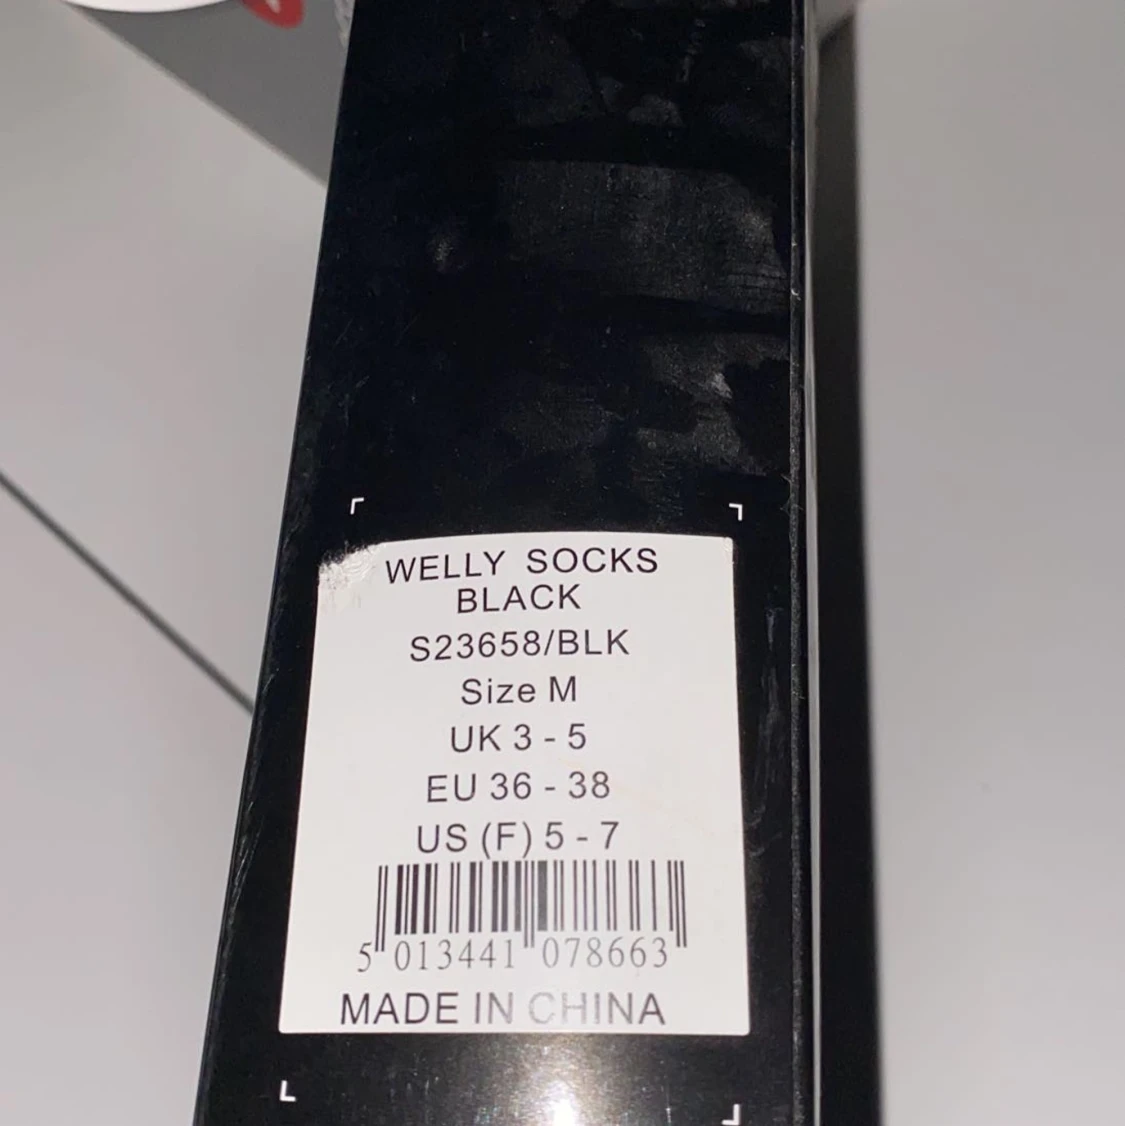 WELLY SOCKS
BLACK
S23658/BLK
Size M
UK 3 - 5
EU 36 - 38
US (F) 5 - 7
5 013441 078663
MADE IN CHINA